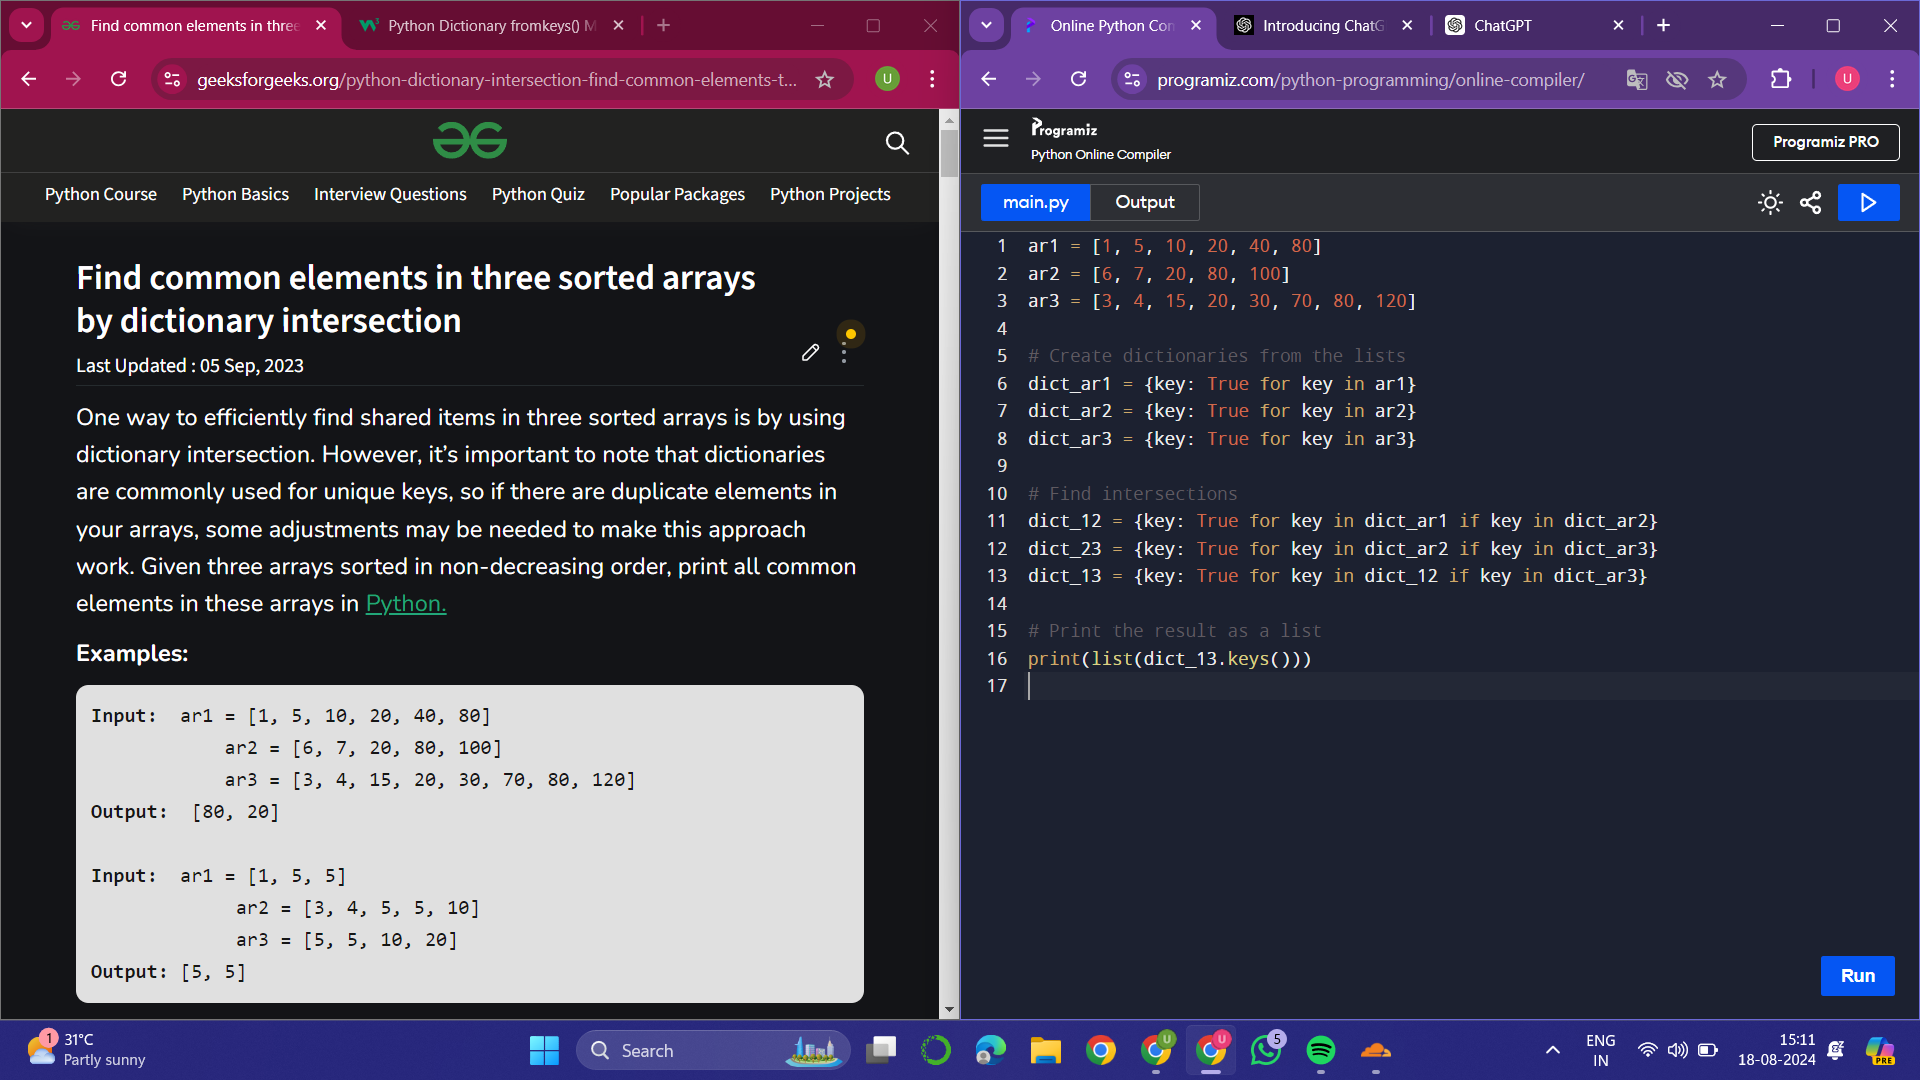 Find common elements in three
Python Dictionary fromkeys() M
geeksforgeeks.org/python-dictionary-intersection-find-common-elements-t...
U
Python Course Python Basics Interview Questions Python Quiz Popular Packages Python Projects
Find common elements in three sorted arrays
by dictionary intersection
Last Updated : 05 Sep, 2023
One way to efficiently find shared items in three sorted arrays is by using
dictionary intersection. However, it’s important to note that dictionaries
are commonly used for unique keys, so if there are duplicate elements in
your arrays, some adjustments may be needed to make this approach
work. Given three arrays sorted in non-decreasing order, print all common
elements in these arrays in Python.
Examples:
Input:  ar1 = [1, 5, 10, 20, 40, 80]
ar2 = [6, 7, 20, 80, 100]
ar3 = [3, 4, 15, 20, 30, 70, 80, 120]
Output:  [80, 20]
Input:  ar1 = [1, 5, 5]
ar2 = [3, 4, 5, 5, 10]
ar3 = [5, 5, 10, 20]
Output: [5, 5]
Online Python Con
Introducing ChatG
ChatGPT
programiz.com/python-programming/online-compiler/
U
Programiz
Python Online Compiler
Programiz PRO
main.py
Output
1 ar1 = [1, 5, 10, 20, 40, 80]
2 ar2 = [6, 7, 20, 80, 100]
3 ar3 = [3, 4, 15, 20, 30, 70, 80, 120]
4
5 # Create dictionaries from the lists
6 dict_ar1 = {key: True for key in ar1}
7 dict_ar2 = {key: True for key in ar2}
8 dict_ar3 = {key: True for key in ar3}
9
10 # Find intersections
11 dict_12 = {key: True for key in dict_ar1 if key in dict_ar2}
12 dict_23 = {key: True for key in dict_ar2 if key in dict_ar3}
13 dict_13 = {key: True for key in dict_12 if key in dict_ar3}
14
15 # Print the result as a list
16 print(list(dict_13.keys()))
17
Run
1
31°C
Partly sunny
Search
U
U
5
ENG
IN
15:11
18-08-2024
PRE